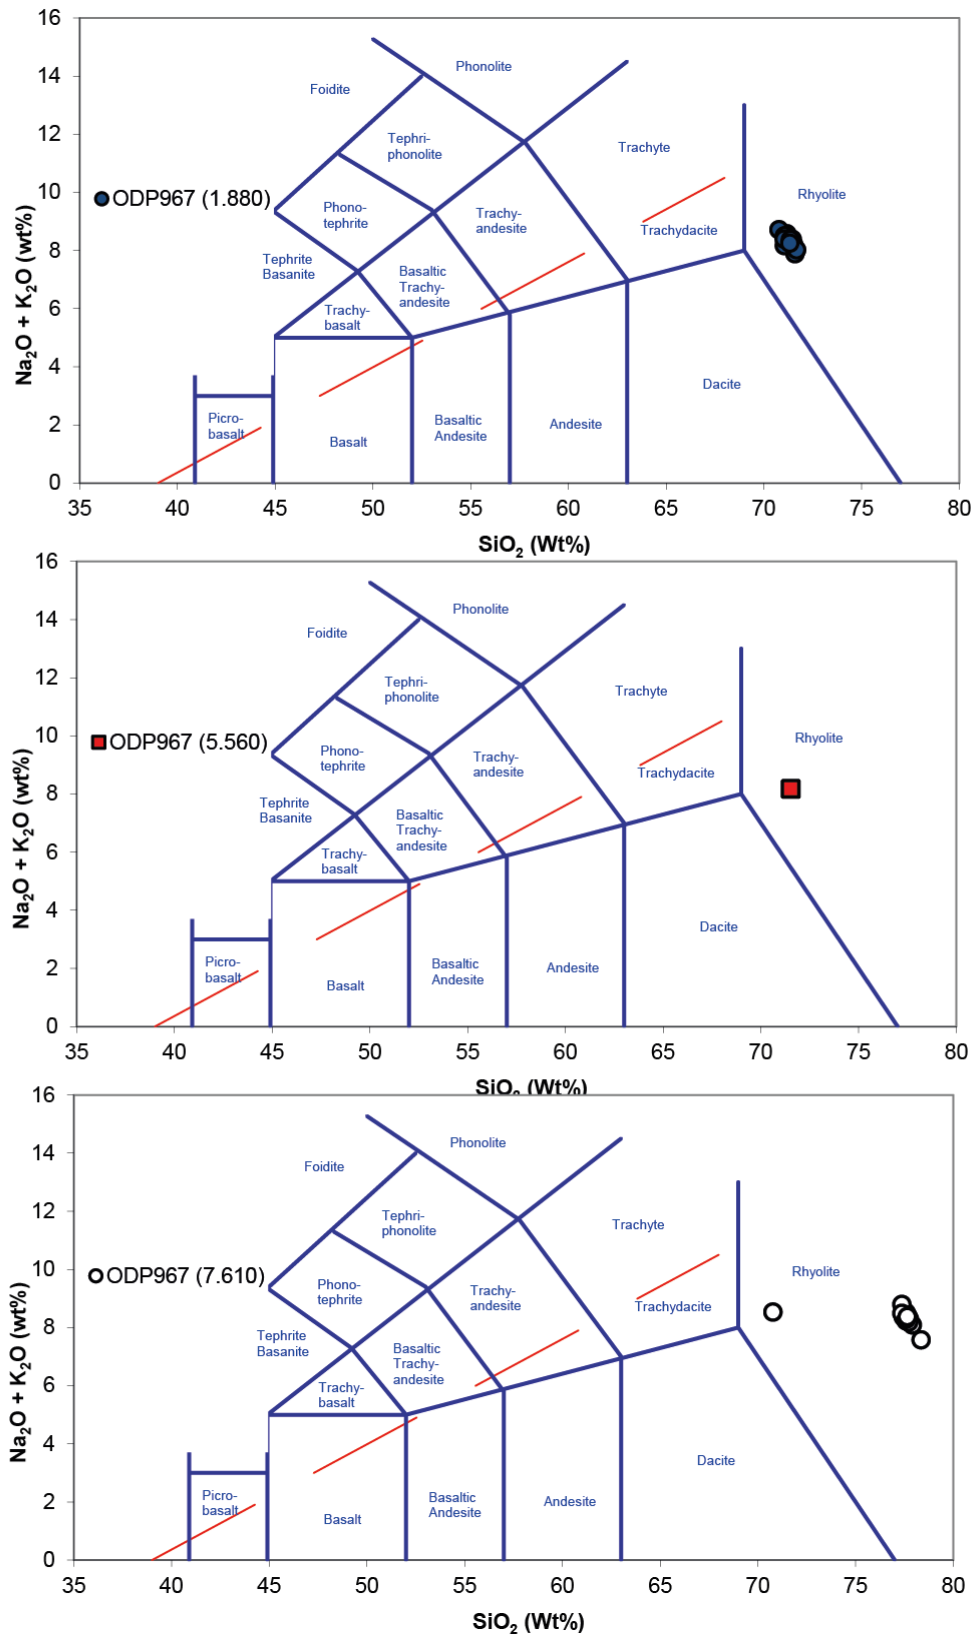 16
14
12
10
8
6
4
2
0
Na₂O + K₂O (wt%)
Phonolite
Foidite
Tephri-
phonolite
Trachyte
ODP967 (1.880)
Phono-
tephrite
Trachy-
andesite
Rhyolite
Trachydacite
Tephrite
Basanite
Basaltic
Trachy-
andesite
Trachy-
basalt
Dacite
Picro-
basalt
Basalt
Basaltic
Andesite
Andesite
35 40 45 50 55 60 65 70 75 80
SiO₂ (Wt%)
16
14
12
10
8
6
4
2
0
Na₂O + K₂O (wt%)
Phonolite
Foidite
Tephri-
phonolite
Trachyte
ODP967 (5.560)
Phono-
tephrite
Trachy-
andesite
Rhyolite
Trachydacite
Tephrite
Basanite
Basaltic
Trachy-
andesite
Trachy-
basalt
Dacite
Picro-
basalt
Basalt
Basaltic
Andesite
Andesite
35 40 45 50 55 60 65 70 75 80
SiO₂ (Wt%)
16
14
12
10
8
6
4
2
0
Na₂O + K₂O (wt%)
Phonolite
Foidite
Tephri-
phonolite
Trachyte
ODP967 (7.610)
Phono-
tephrite
Trachy-
andesite
Rhyolite
Trachydacite
Tephrite
Basanite
Basaltic
Trachy-
andesite
Trachy-
basalt
Dacite
Picro-
basalt
Basalt
Basaltic
Andesite
Andesite
35 40 45 50 55 60 65 70 75 80
SiO₂ (Wt%)